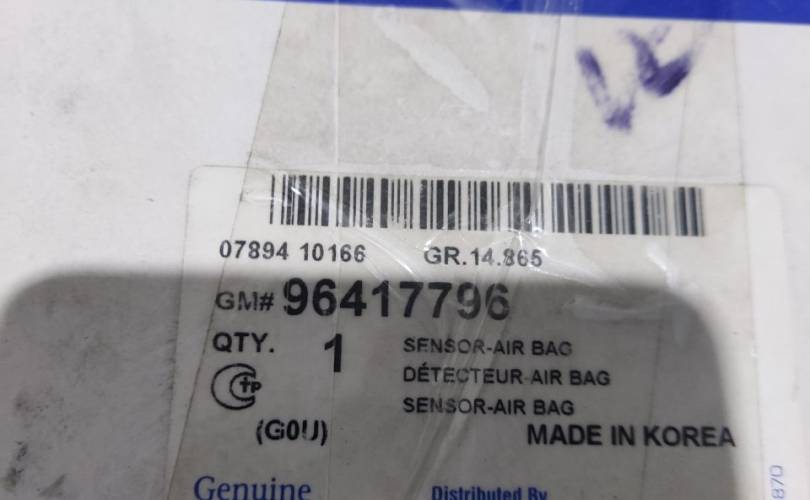 07894 10166 GR.14.865
GM# 96417796
QTY. 1 SENSOR-AIR BAG
DÉTECTEUR-AIR BAG
SENSOR-AIR BAG
(G0U) MADE IN KOREA
Genuine Distributed By
870